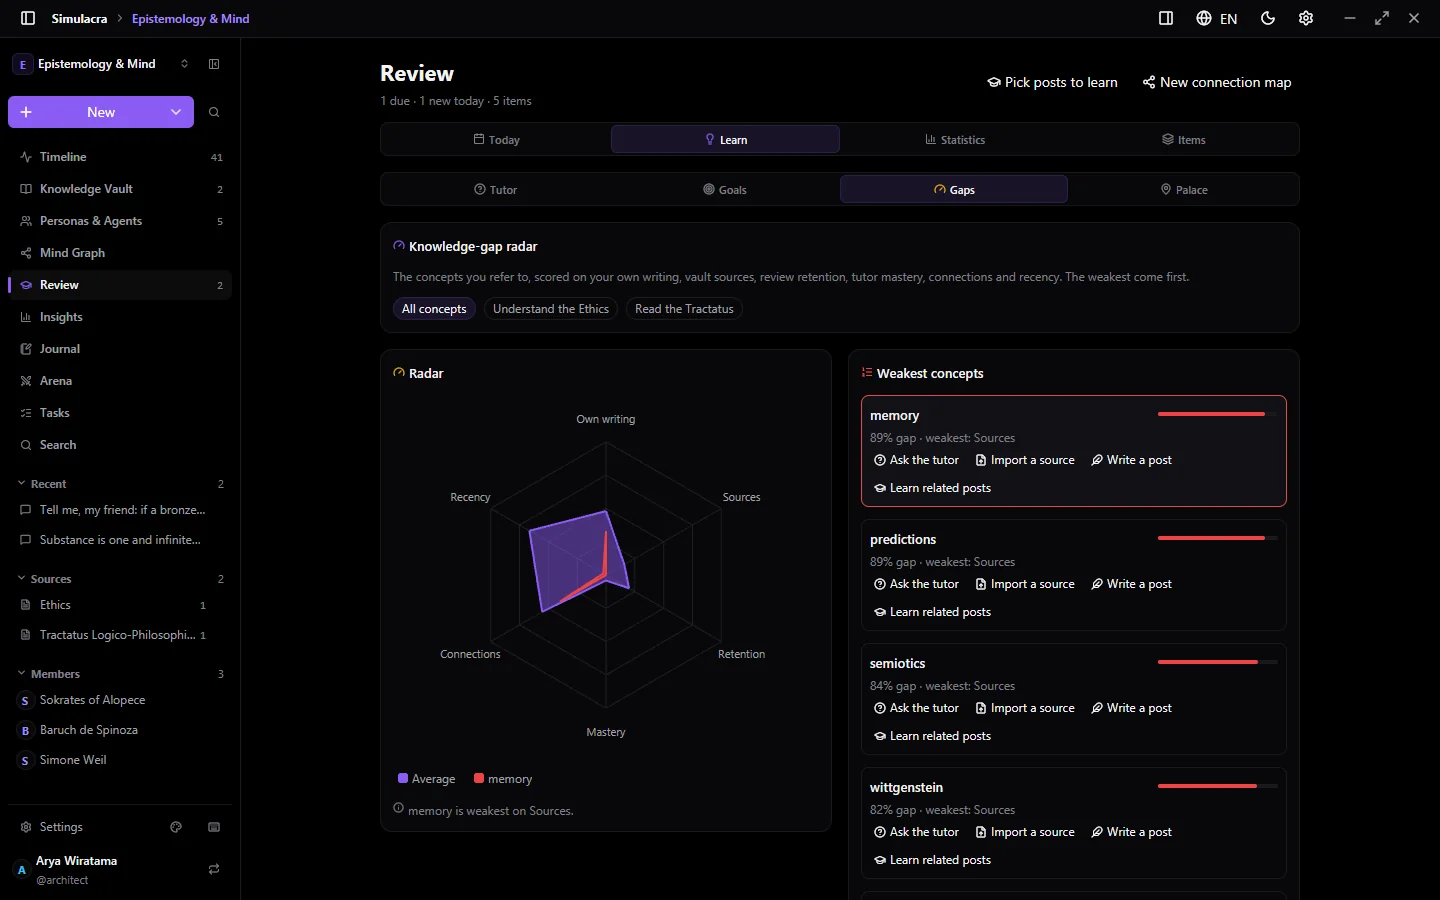 Simulacra > Epistemology & Mind
EN
E Epistemology & Mind
New
Timeline 41
Knowledge Vault 2
Personas & Agents 5
Mind Graph
Review 2
Insights
Journal
Arena
Tasks
Search
Recent 2
Tell me, my friend: if a bronze...
Substance is one and infinite...
Sources 2
Ethics 1
Tractatus Logico-Philosophi... 1
Members 3
S Sokrates of Alopece
B Baruch de Spinoza
S Simone Weil
Settings
A Arya Wiratama
@architect
Review
1 due · 1 new today · 5 items
Pick posts to learn
New connection map
Today Learn Statistics Items
Tutor Goals Gaps Palace
Knowledge-gap radar
The concepts you refer to, scored on your own writing, vault sources, review retention, tutor mastery, connections and recency. The weakest come first.
All concepts Understand the Ethics Read the Tractatus
Radar
Own writing
Recency Sources
Connections Retention
Mastery
Average memory
memory is weakest on Sources.
Weakest concepts
memory
89% gap · weakest: Sources
Ask the tutor Import a source Write a post
Learn related posts
predictions
89% gap · weakest: Sources
Ask the tutor Import a source Write a post
Learn related posts
semiotics
84% gap · weakest: Sources
Ask the tutor Import a source Write a post
Learn related posts
wittgenstein
82% gap · weakest: Sources
Ask the tutor Import a source Write a post
Learn related posts